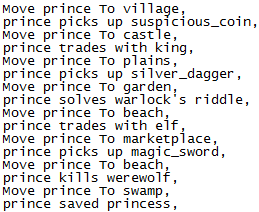 Move prince To village,
prince picks up suspicious_coin,
Move prince To castle,
prince trades with king,
Move prince To plains,
prince picks up silver_dagger,
Move prince To garden,
prince solves warlock's riddle,
Move prince To beach,
prince trades with elf,
Move prince To marketplace,
prince picks up magic_sword,
Move prince To beach,
prince kills werewolf,
Move prince To swamp,
prince saved princess,